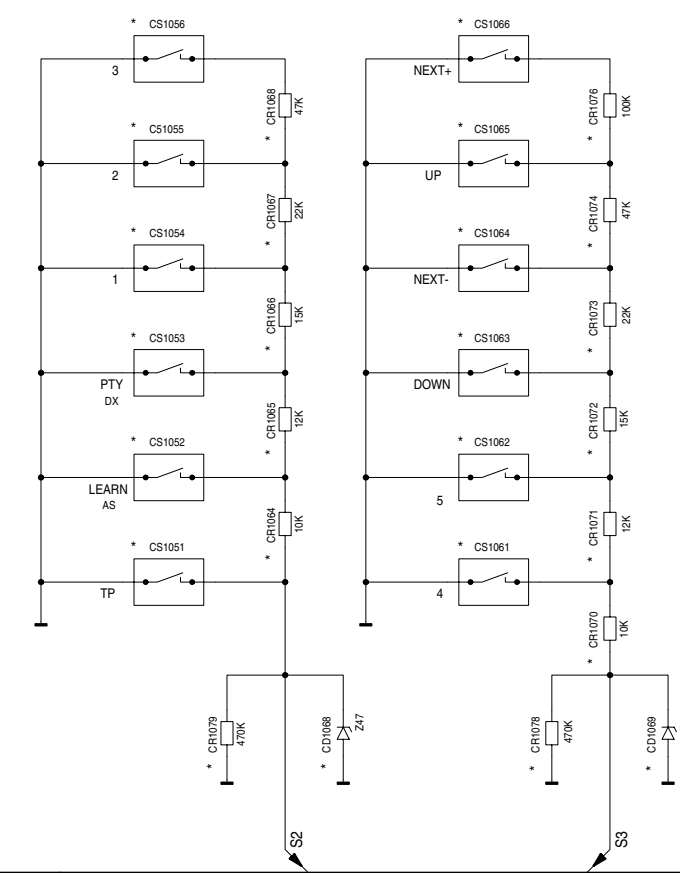 * CS1056
3
CR1068
47K
*
* C51055
2
CR1067
22K
*
* CS1054
1
CR1066
15K
*
* CS1053
PTY
DX
CR1065
12K
*
* CS1052
LEARN
AS
CR1064
10K
*
* CS1051
TP
* CR1079
470K
* CD1068
Z47
S2
* CS1066
NEXT+
CR1076
100K
*
* CS1065
UP
CR1074
47K
*
* CS1064
NEXT-
CR1073
22K
*
* CS1063
DOWN
CR1072
15K
*
* CS1062
5
CR1071
12K
*
* CS1061
4
CR1070
10K
*
* CR1078
470K
* CD1069
S3